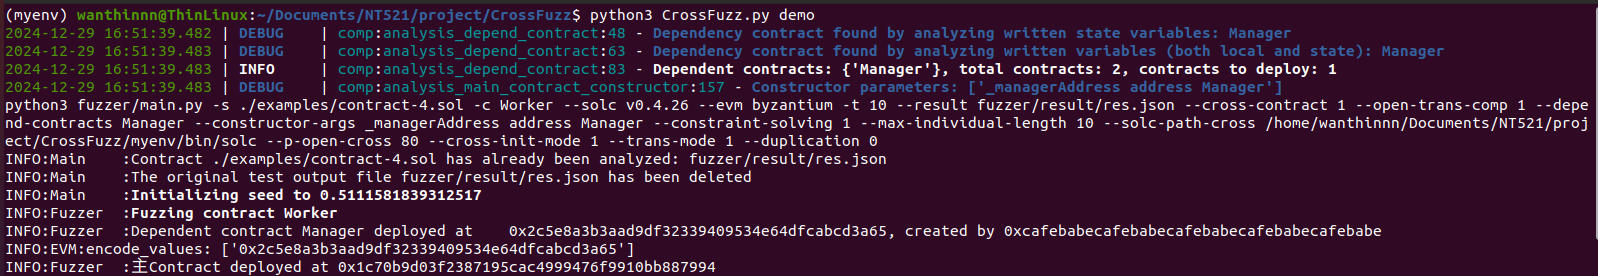 (myenv) wanthinnn@ThinLinux:~/Documents/NT521/project/CrossFuzz$ python3 CrossFuzz.py demo
2024-12-29 16:51:39.482 | DEBUG    | comp:analysis_depend_contract:48 - Dependency contract found by analyzing written state variables: Manager
2024-12-29 16:51:39.483 | DEBUG    | comp:analysis_depend_contract:63 - Dependency contract found by analyzing written variables (both local and state): Manager
2024-12-29 16:51:39.483 | INFO     | comp:analysis_depend_contract:83 - Dependent contracts: {'Manager'}, total contracts: 2, contracts to deploy: 1
2024-12-29 16:51:39.483 | DEBUG    | comp:analysis_main_contract_constructor:157 - Constructor parameters: ['_managerAddress address Manager']
python3 fuzzer/main.py -s ./examples/contract-4.sol -c Worker --solc v0.4.26 --evm byzantium -t 10 --result fuzzer/result/res.json --cross-contract 1 --open-trans-comp 1 --depe
nd-contracts Manager --constructor-args _managerAddress address Manager --constraint-solving 1 --max-individual-length 10 --solc-path-cross /home/wanthinnn/Documents/NT521/proj
ect/CrossFuzz/myenv/bin/solc --p-open-cross 80 --cross-init-mode 1 --trans-mode 1 --duplication 0
INFO:Main    :Contract ./examples/contract-4.sol has already been analyzed: fuzzer/result/res.json
INFO:Main    :The original test output file fuzzer/result/res.json has been deleted
INFO:Main    :Initializing seed to 0.5111581839312517
INFO:Fuzzer  :Fuzzing contract Worker
INFO:Fuzzer  :Dependent contract Manager deployed at    0x2c5e8a3b3aad9df32339409534e64dfcabcd3a65, created by 0xcafebabecafebabecafebabecafebabecafebabe
INFO:EVM:encode_values: ['0x2c5e8a3b3aad9df32339409534e64dfcabcd3a65']
INFO:Fuzzer  :主Contract deployed at 0x1c70b9d03f2387195cac4999476f9910bb887994